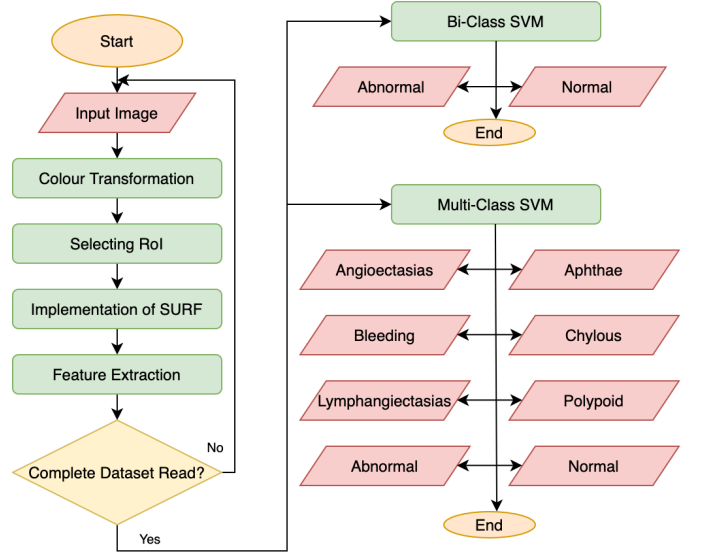 Start
Input Image
Colour Transformation
Selecting RoI
Implementation of SURF
Feature Extraction
Complete Dataset Read?
No
Yes
Bi-Class SVM
Abnormal
Normal
End
Multi-Class SVM
Angioectasias
Aphthae
Bleeding
Chylous
Lymphangiectasias
Polypoid
Abnormal
Normal
End